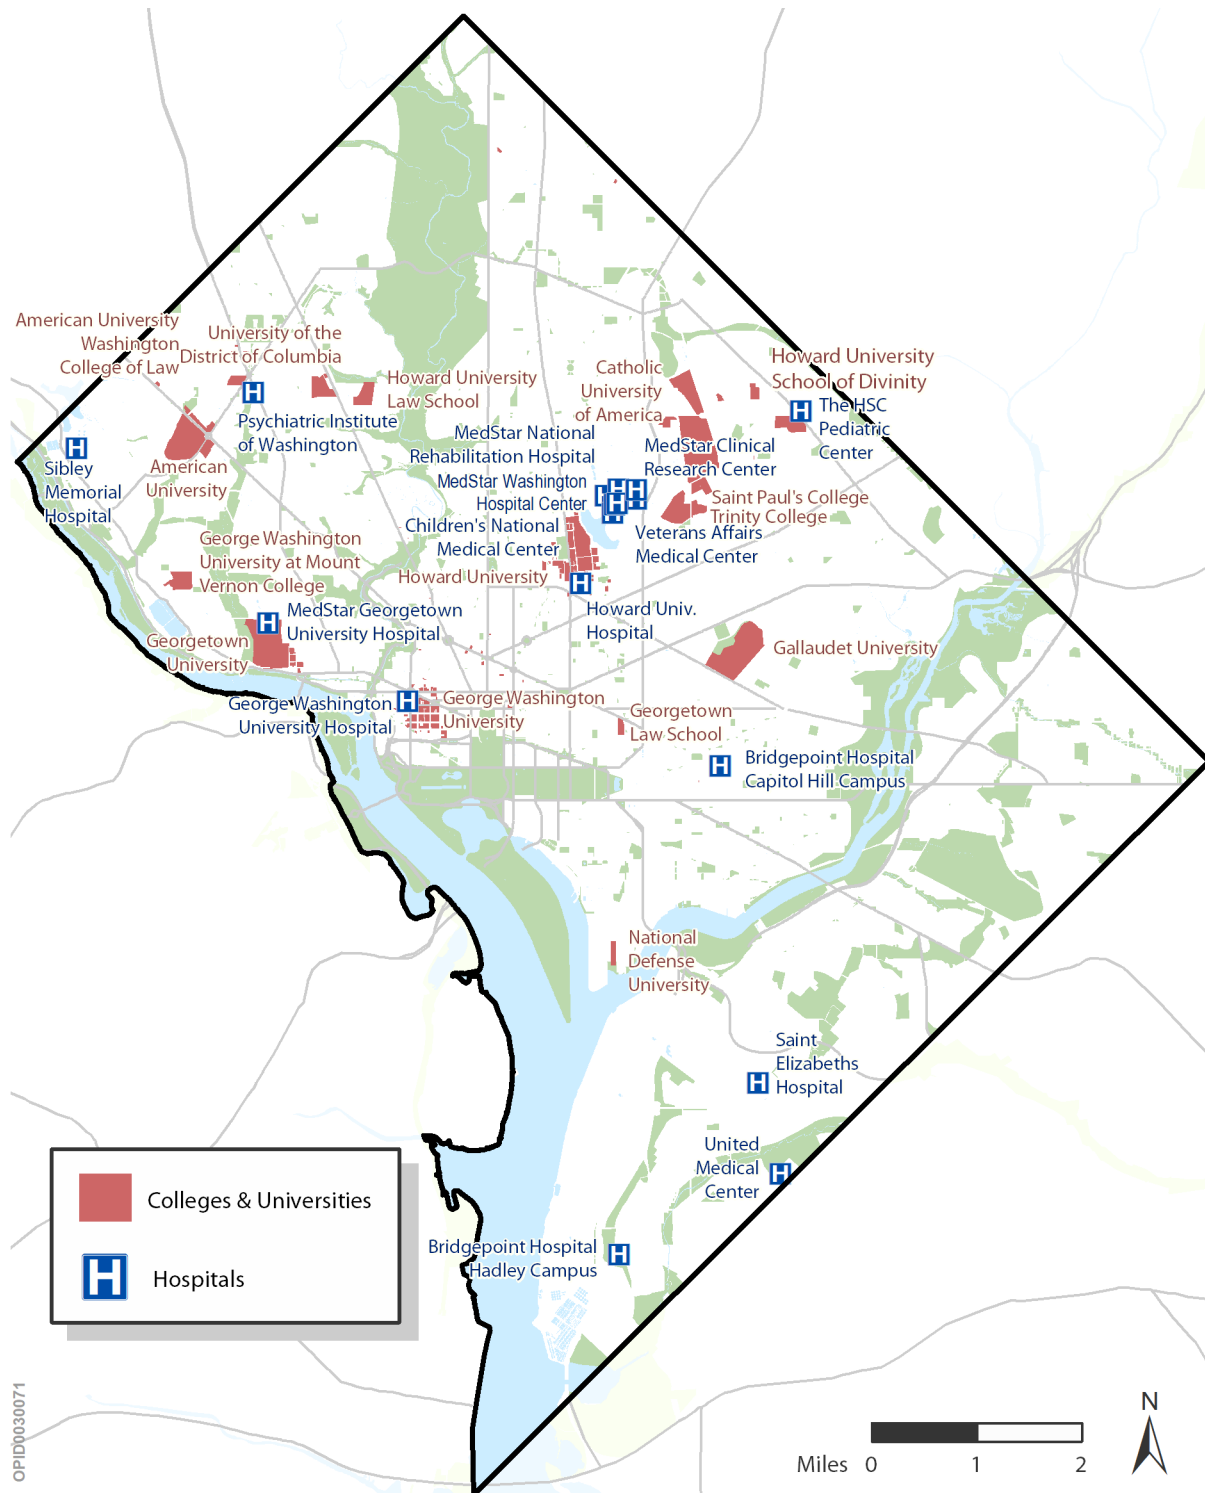 American University
Washington
College of Law
University of the
District of Columbia
Howard University
Law School
Catholic
University
of America
Howard University
School of Divinity
H
The HSC
Pediatric
Center
H
Psychiatric Institute
of Washington
MedStar National
Rehabilitation Hospital
MedStar Clinical
Research Center
H
Sibley
Memorial
Hospital
American
University
MedStar Washington
Hospital Center
H
H
H
H
H
Saint Paul's College
Trinity College
Children's National
Medical Center
Veterans Affairs
Medical Center
George Washington
University at Mount
Vernon College
Howard University
H
Howard Univ.
Hospital
H
MedStar Georgetown
University Hospital
Georgetown
University
Gallaudet University
George Washington
University Hospital
H
George Washington
University
Georgetown
Law School
H
Bridgepoint Hospital
Capitol Hill Campus
National
Defense
University
Saint
Elizabeths
Hospital
H
United
Medical
Center
H
Bridgepoint Hospital
Hadley Campus
H
Colleges & Universities
H
Hospitals
OPID0030071
N
Miles 0 1 2